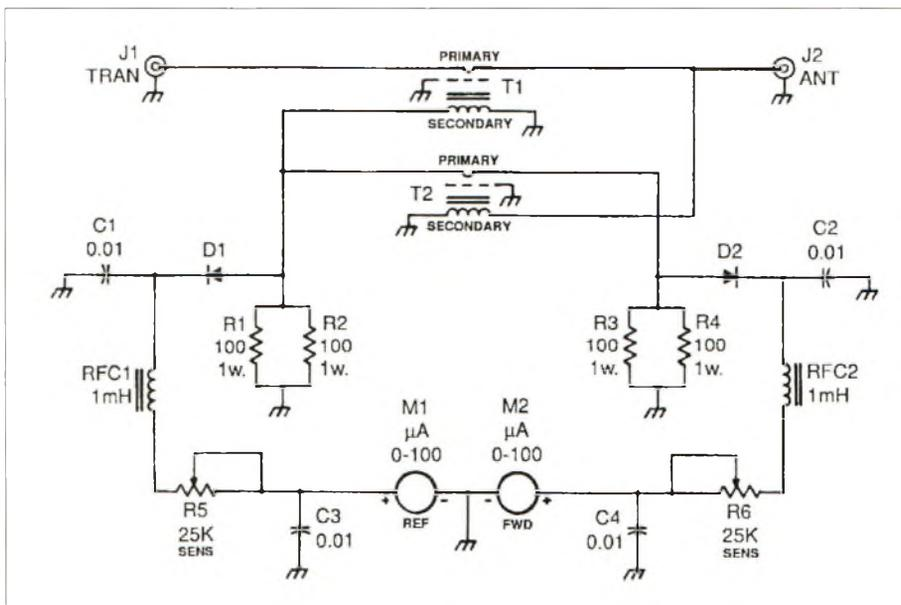 J1
TRAN
PRIMARY
T1
SECONDARY
J2
ANT
PRIMARY
T2
SECONDARY
C1
0.01
D1
D2
C2
0.01
R1
100
1w.
R2
100
1w.
R3
100
1w.
R4
100
1w.
RFC1
1mH
RFC2
1mH
M1
µA
0-100
M2
µA
0-100
+
-
-
+
REF
FWD
R5
25K
SENS
C3
0.01
C4
0.01
R6
25K
SENS